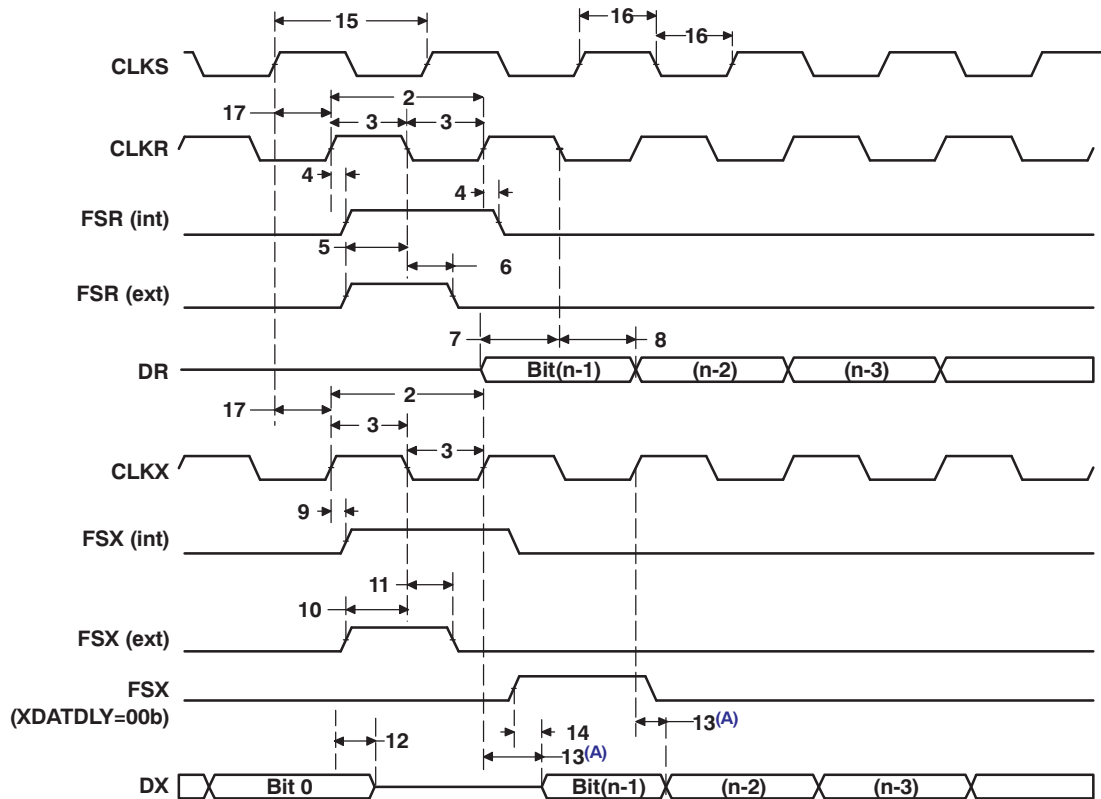 15
16
16
CLKS
2
17
3
3
CLKR
4
4
FSR (int)
5
6
FSR (ext)
7
8
DR
Bit(n-1)
(n-2)
(n-3)
2
17
3
3
CLKX
9
FSX (int)
11
10
FSX (ext)
FSX
(XDATDLY=00b)
13(A)
14
12
13(A)
DX
Bit 0
Bit(n-1)
(n-2)
(n-3)